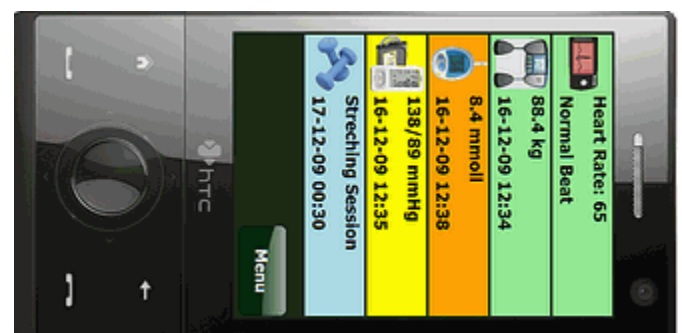 Heart Rate: 65
Normal Beat
88.4 kg
16-12-09 12:34
8.4 mmoll
16-12-09 12:38
138/89 mmHg
16-12-09 12:35
Streching Session
17-12-09 00:30
Menu
hTC